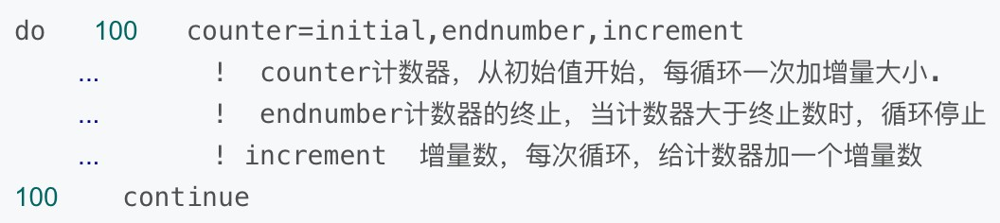 do 100 counter=initial,endnumber,increment
... ! counter计数器，从初始值开始，每循环一次加增量大小.
... ! endnumber计数器的终止，当计数器大于终止数时，循环停止
... ! increment 增量数，每次循环，给计数器加一个增量数
100 continue